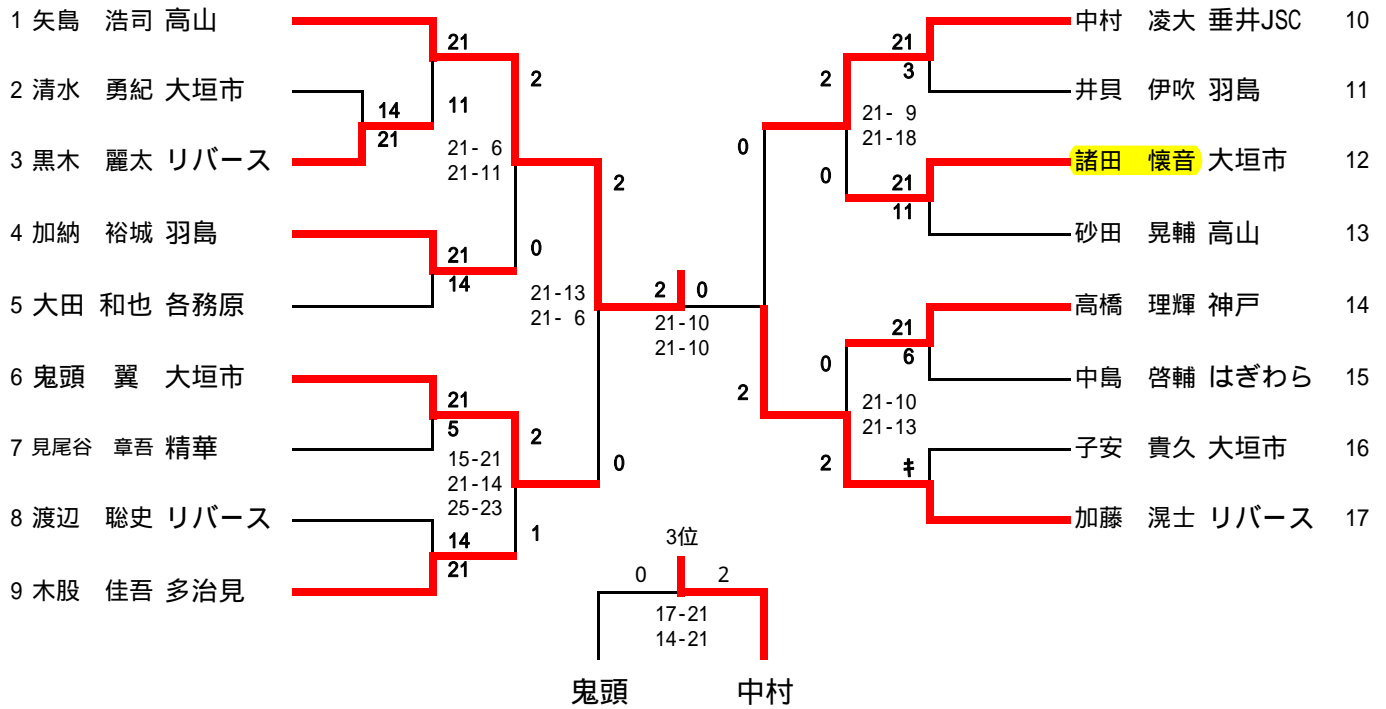 1 矢島 浩司 高山
2 清水 勇紀 大垣市
3 黒木 麗太 リバース
4 加納 裕城 羽島
5 大田 和也 各務原
6 鬼頭 翼 大垣市
7 見尾谷 章吾 精華
8 渡辺 聡史 リバース
9 木股 佳吾 多治見
21
11
14
21
2
21- 6
21-11
21
14
0
2
21-13
21- 6
21
5
2
15-21
21-14
25-23
14
21
1
0
2 0
21-10
21-10
中村 凌大 垂井JSC 10
井貝 伊吹 羽島 11
諸田 懐音 大垣市 12
砂田 晃輔 高山 13
高橋 理輝 神戸 14
中島 啓輔 はぎわら 15
子安 貴久 大垣市 16
加藤 滉士 リバース 17
21
3
2
21- 9
21-18
0
0
21
11
21
6
0
21-10
21-13
2
2
キ
3位
0 2
17-21
14-21
鬼頭 中村